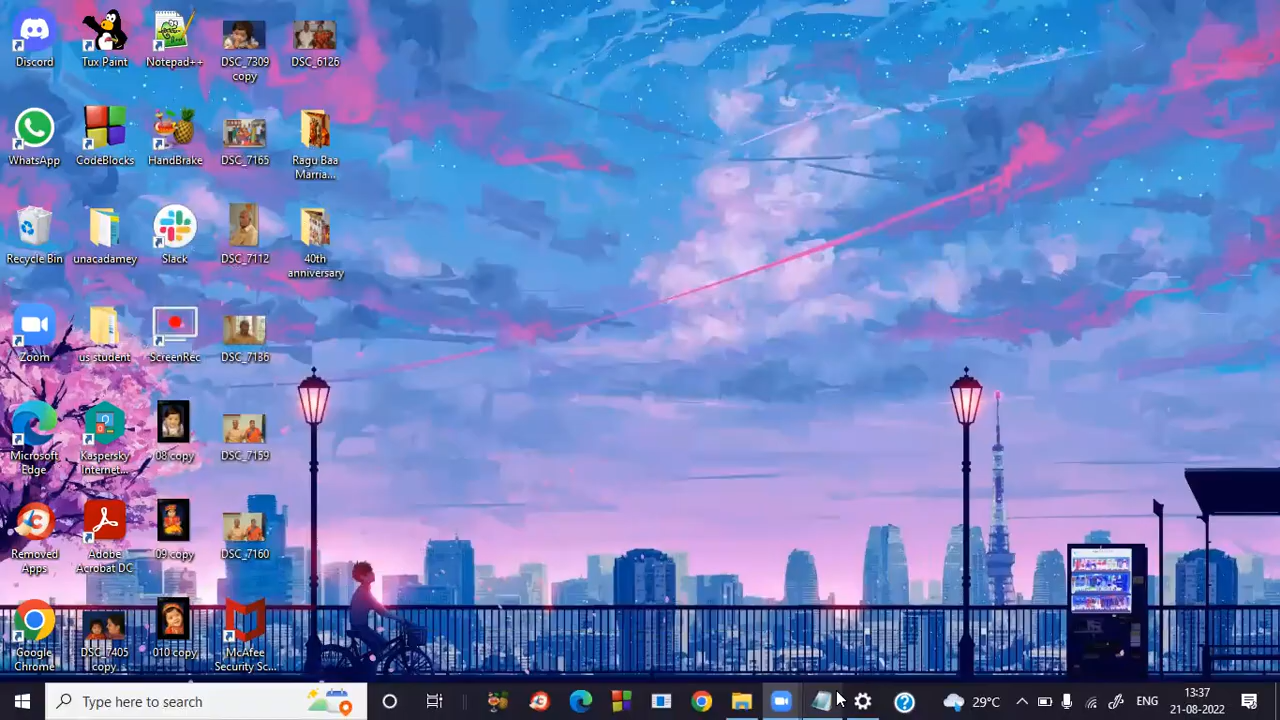 Discord
Tux Paint
Notepad++
DSC_7309
copy
DSC_6126
WhatsApp
CodeBlocks
HandBrake
DSC_7165
Ragu Baa
Marria...
Recycle Bin
unacadamey
Slack
DSC_7112
40th
anniversary
Zoom
us student
ScreenRec
DSC_7136
Microsoft
Edge
Kaspersky
Internet...
08 copy
DSC_7159
Removed
Apps
Adobe
Acrobat DC
09 copy
DSC_7160
Google
Chrome
DSC_7405
copy
010 copy
McAfee
Security Sc...
Type here to search
29°C
ENG
13:37
21-08-2022